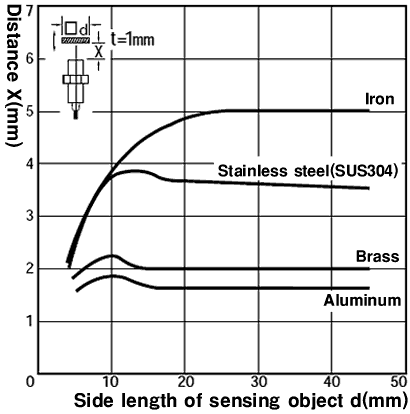 Distance X(mm)
7
6
5
4
3
2
1
d
X
t=1mm
Iron
Stainless steel(SUS304)
Brass
Aluminum
0
10
20
30
40
50
Side length of sensing object d(mm)